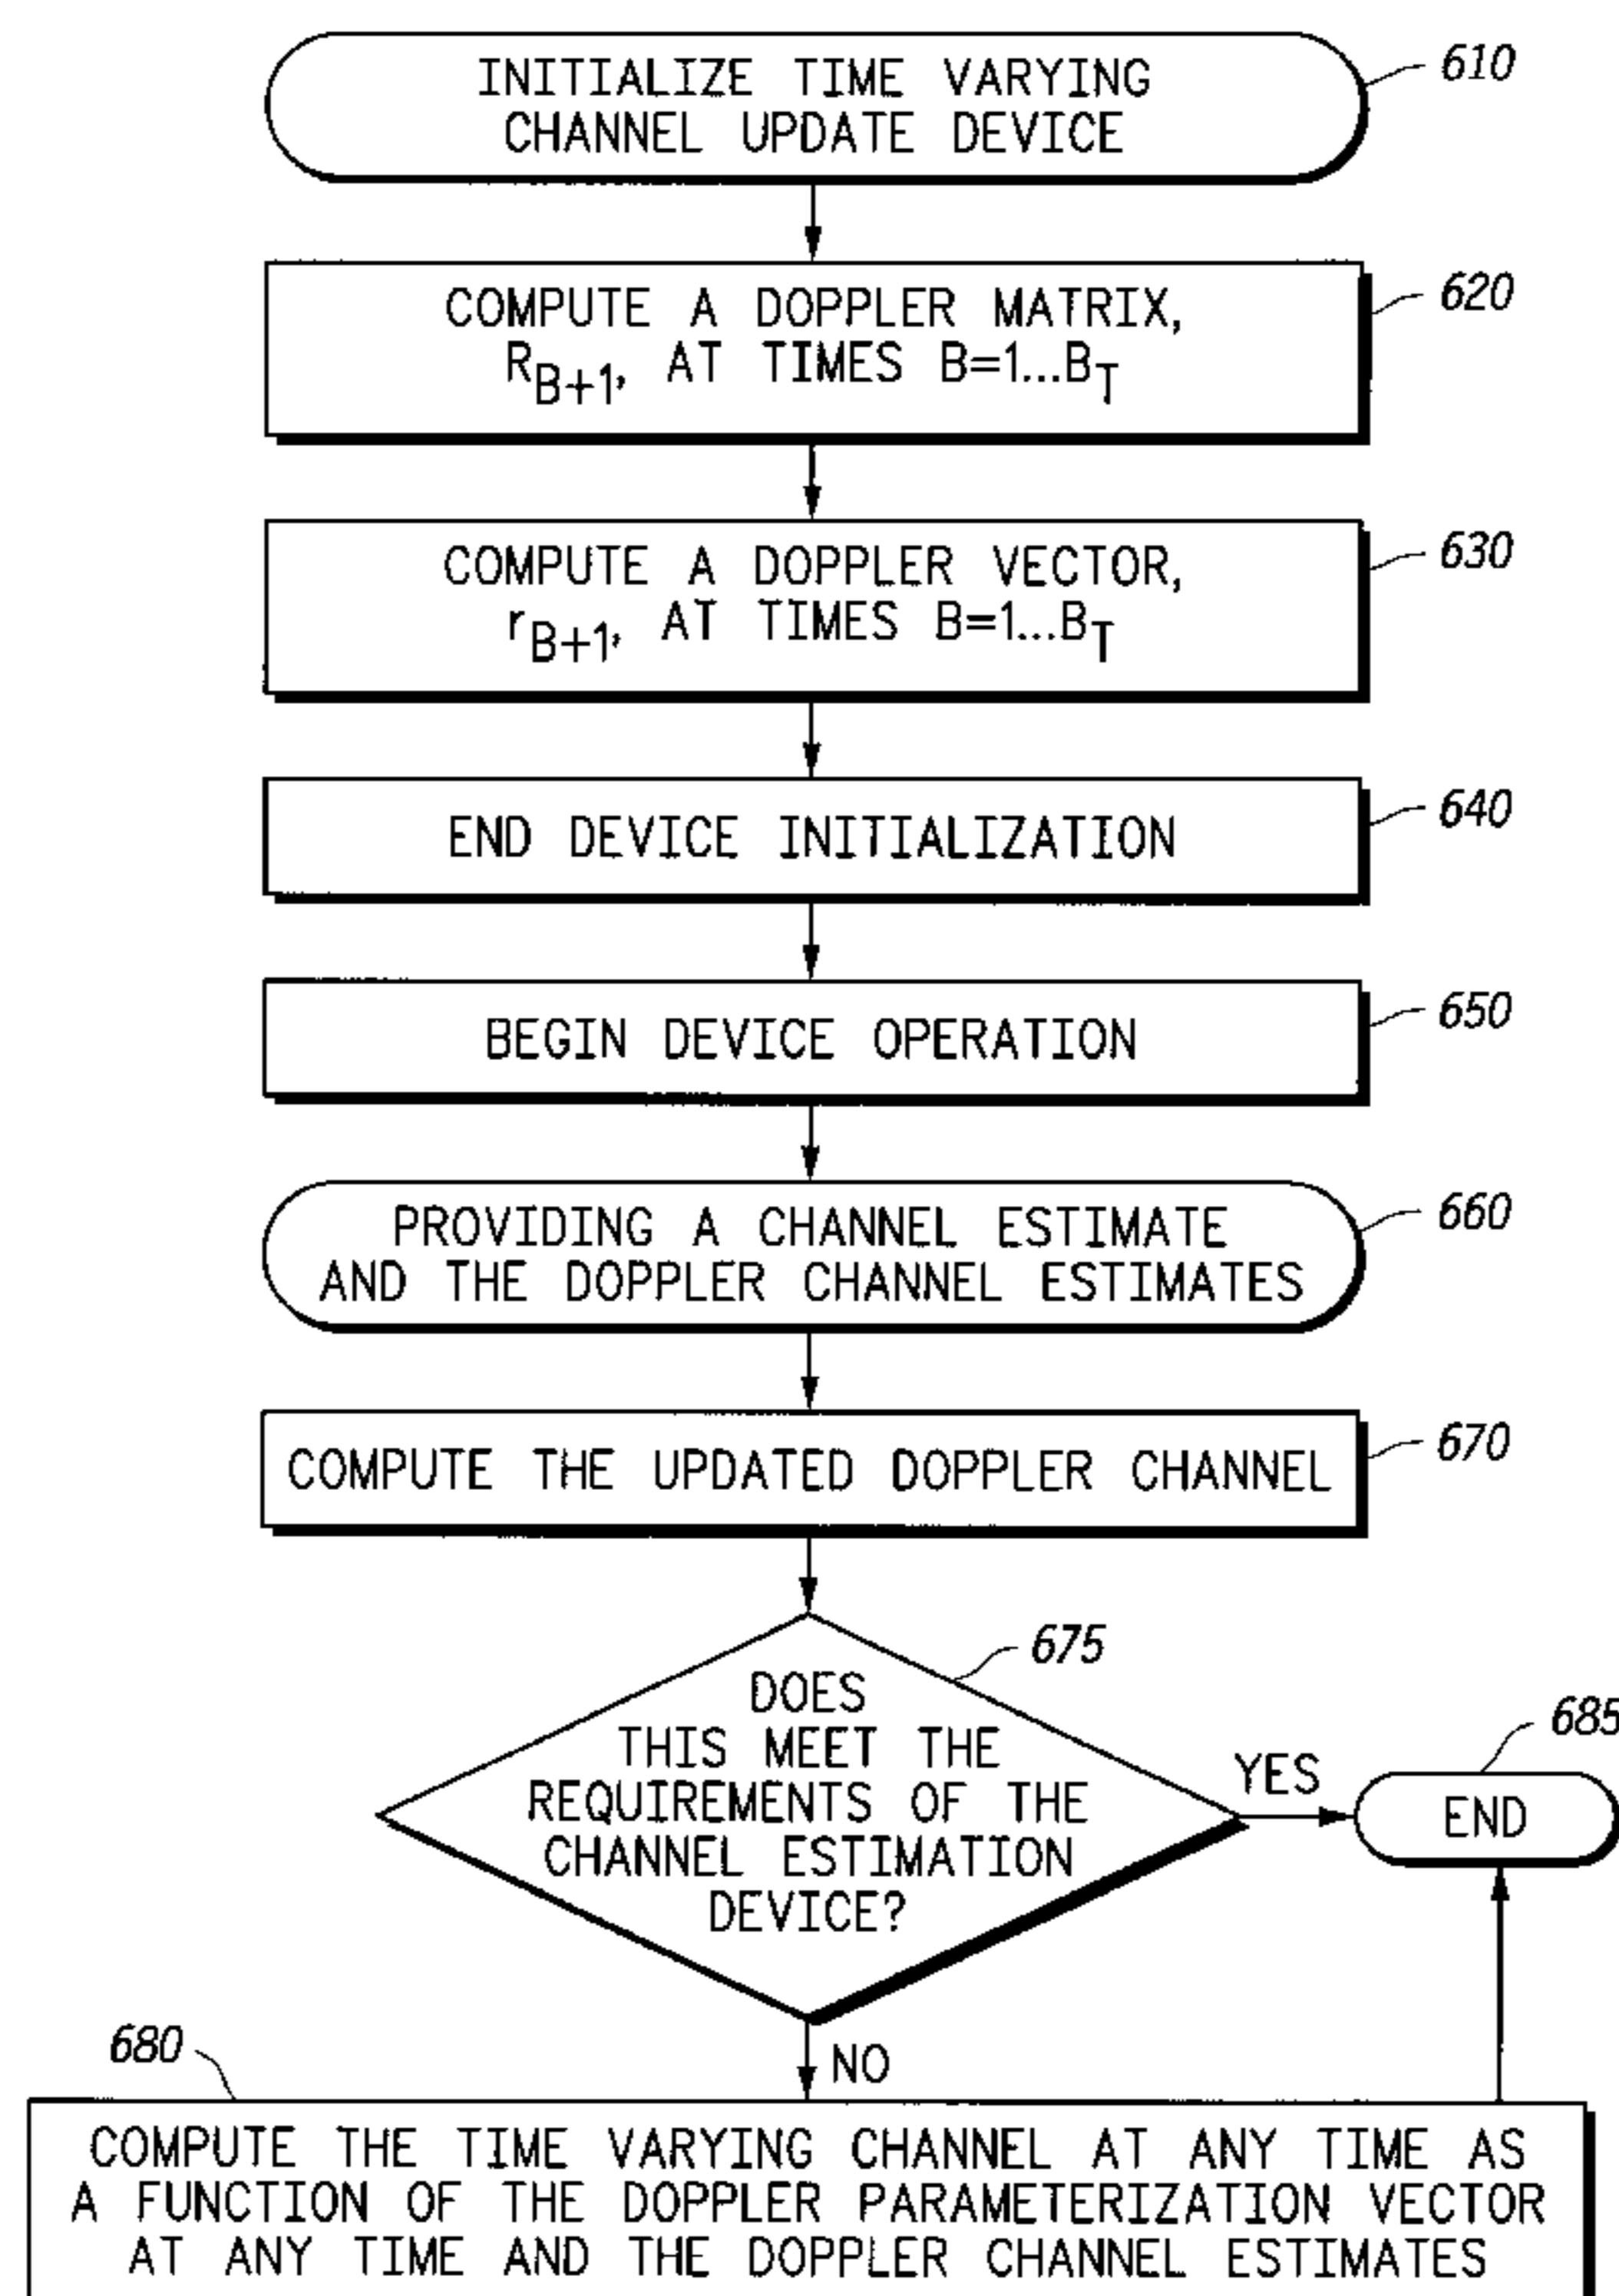 INITIALIZE TIME VARYING
CHANNEL UPDATE DEVICE
610
COMPUTE A DOPPLER MATRIX,
R_{B+1}, AT TIMES B=1...B_T
620
COMPUTE A DOPPLER VECTOR,
r_{B+1}, AT TIMES B=1...B_T
630
END DEVICE INITIALIZATION
640
BEGIN DEVICE OPERATION
650
PROVIDING A CHANNEL ESTIMATE
AND THE DOPPLER CHANNEL ESTIMATES
660
COMPUTE THE UPDATED DOPPLER CHANNEL
670
DOES
THIS MEET THE
REQUIREMENTS OF THE
CHANNEL ESTIMATION
DEVICE?
675
YES
END
685
NO
680
COMPUTE THE TIME VARYING CHANNEL AT ANY TIME AS
A FUNCTION OF THE DOPPLER PARAMETERIZATION VECTOR
AT ANY TIME AND THE DOPPLER CHANNEL ESTIMATES